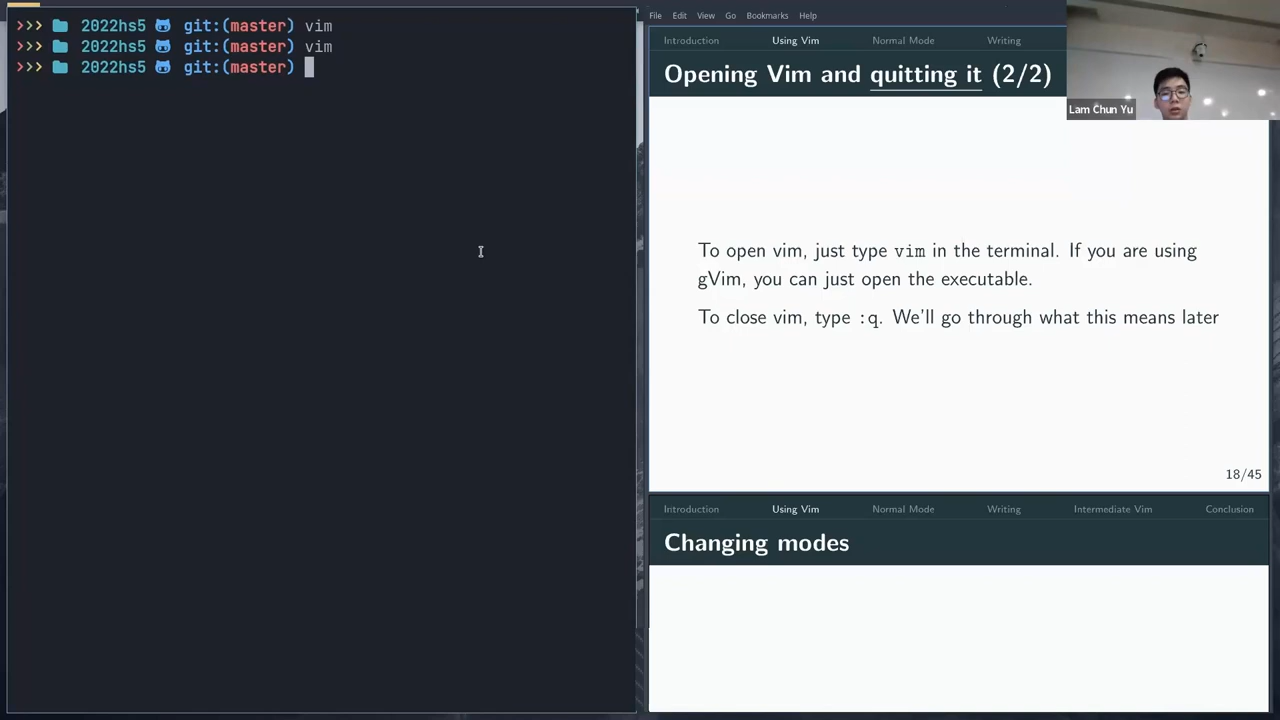 >>> 2022hs5 git:(master) vim
>>> 2022hs5 git:(master) vim
>>> 2022hs5 git:(master)
File Edit View Go Bookmarks Help
Introduction Using Vim Normal Mode Writing
Opening Vim and quitting it (2/2)
Lam Chun Yu
To open vim, just type vim in the terminal. If you are using
gVim, you can just open the executable.
To close vim, type :q. We'll go through what this means later
18/45
Introduction Using Vim Normal Mode Writing Intermediate Vim Conclusion
Changing modes